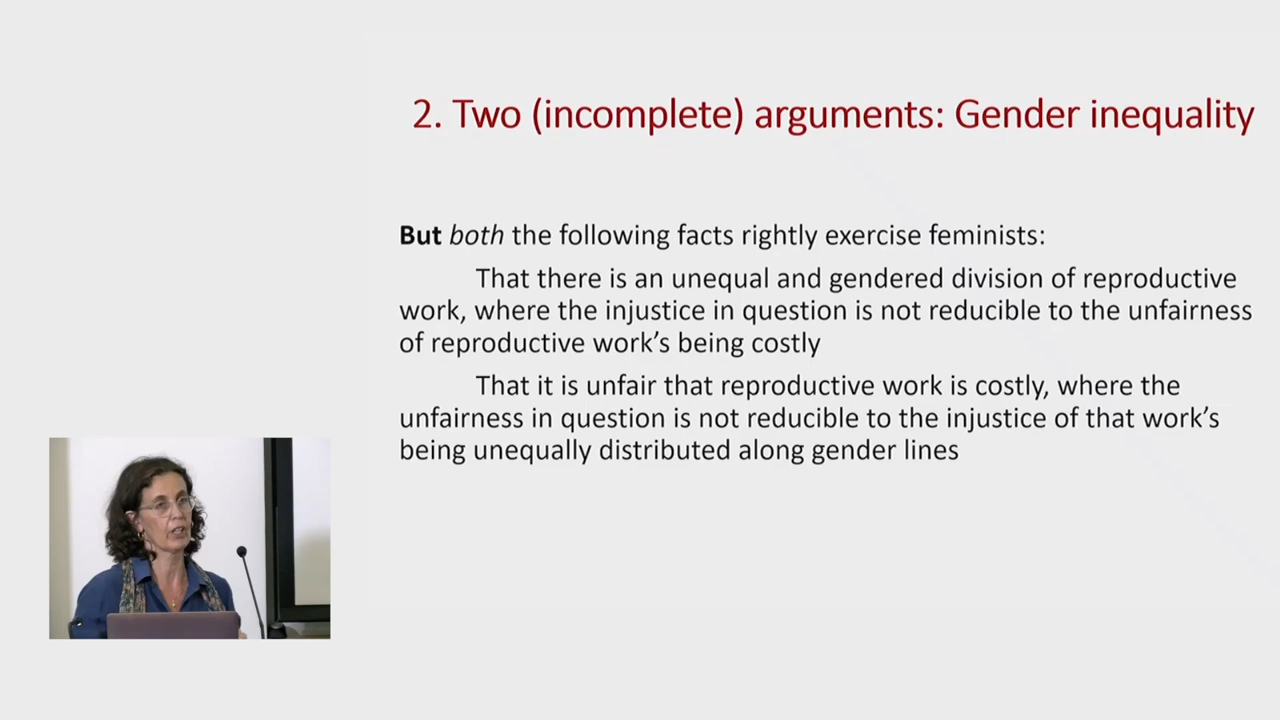 2. Two (incomplete) arguments: Gender inequality
But both the following facts rightly exercise feminists:
That there is an unequal and gendered division of reproductive
work, where the injustice in question is not reducible to the unfairness
of reproductive work’s being costly
That it is unfair that reproductive work is costly, where the
unfairness in question is not reducible to the injustice of that work’s
being unequally distributed along gender lines